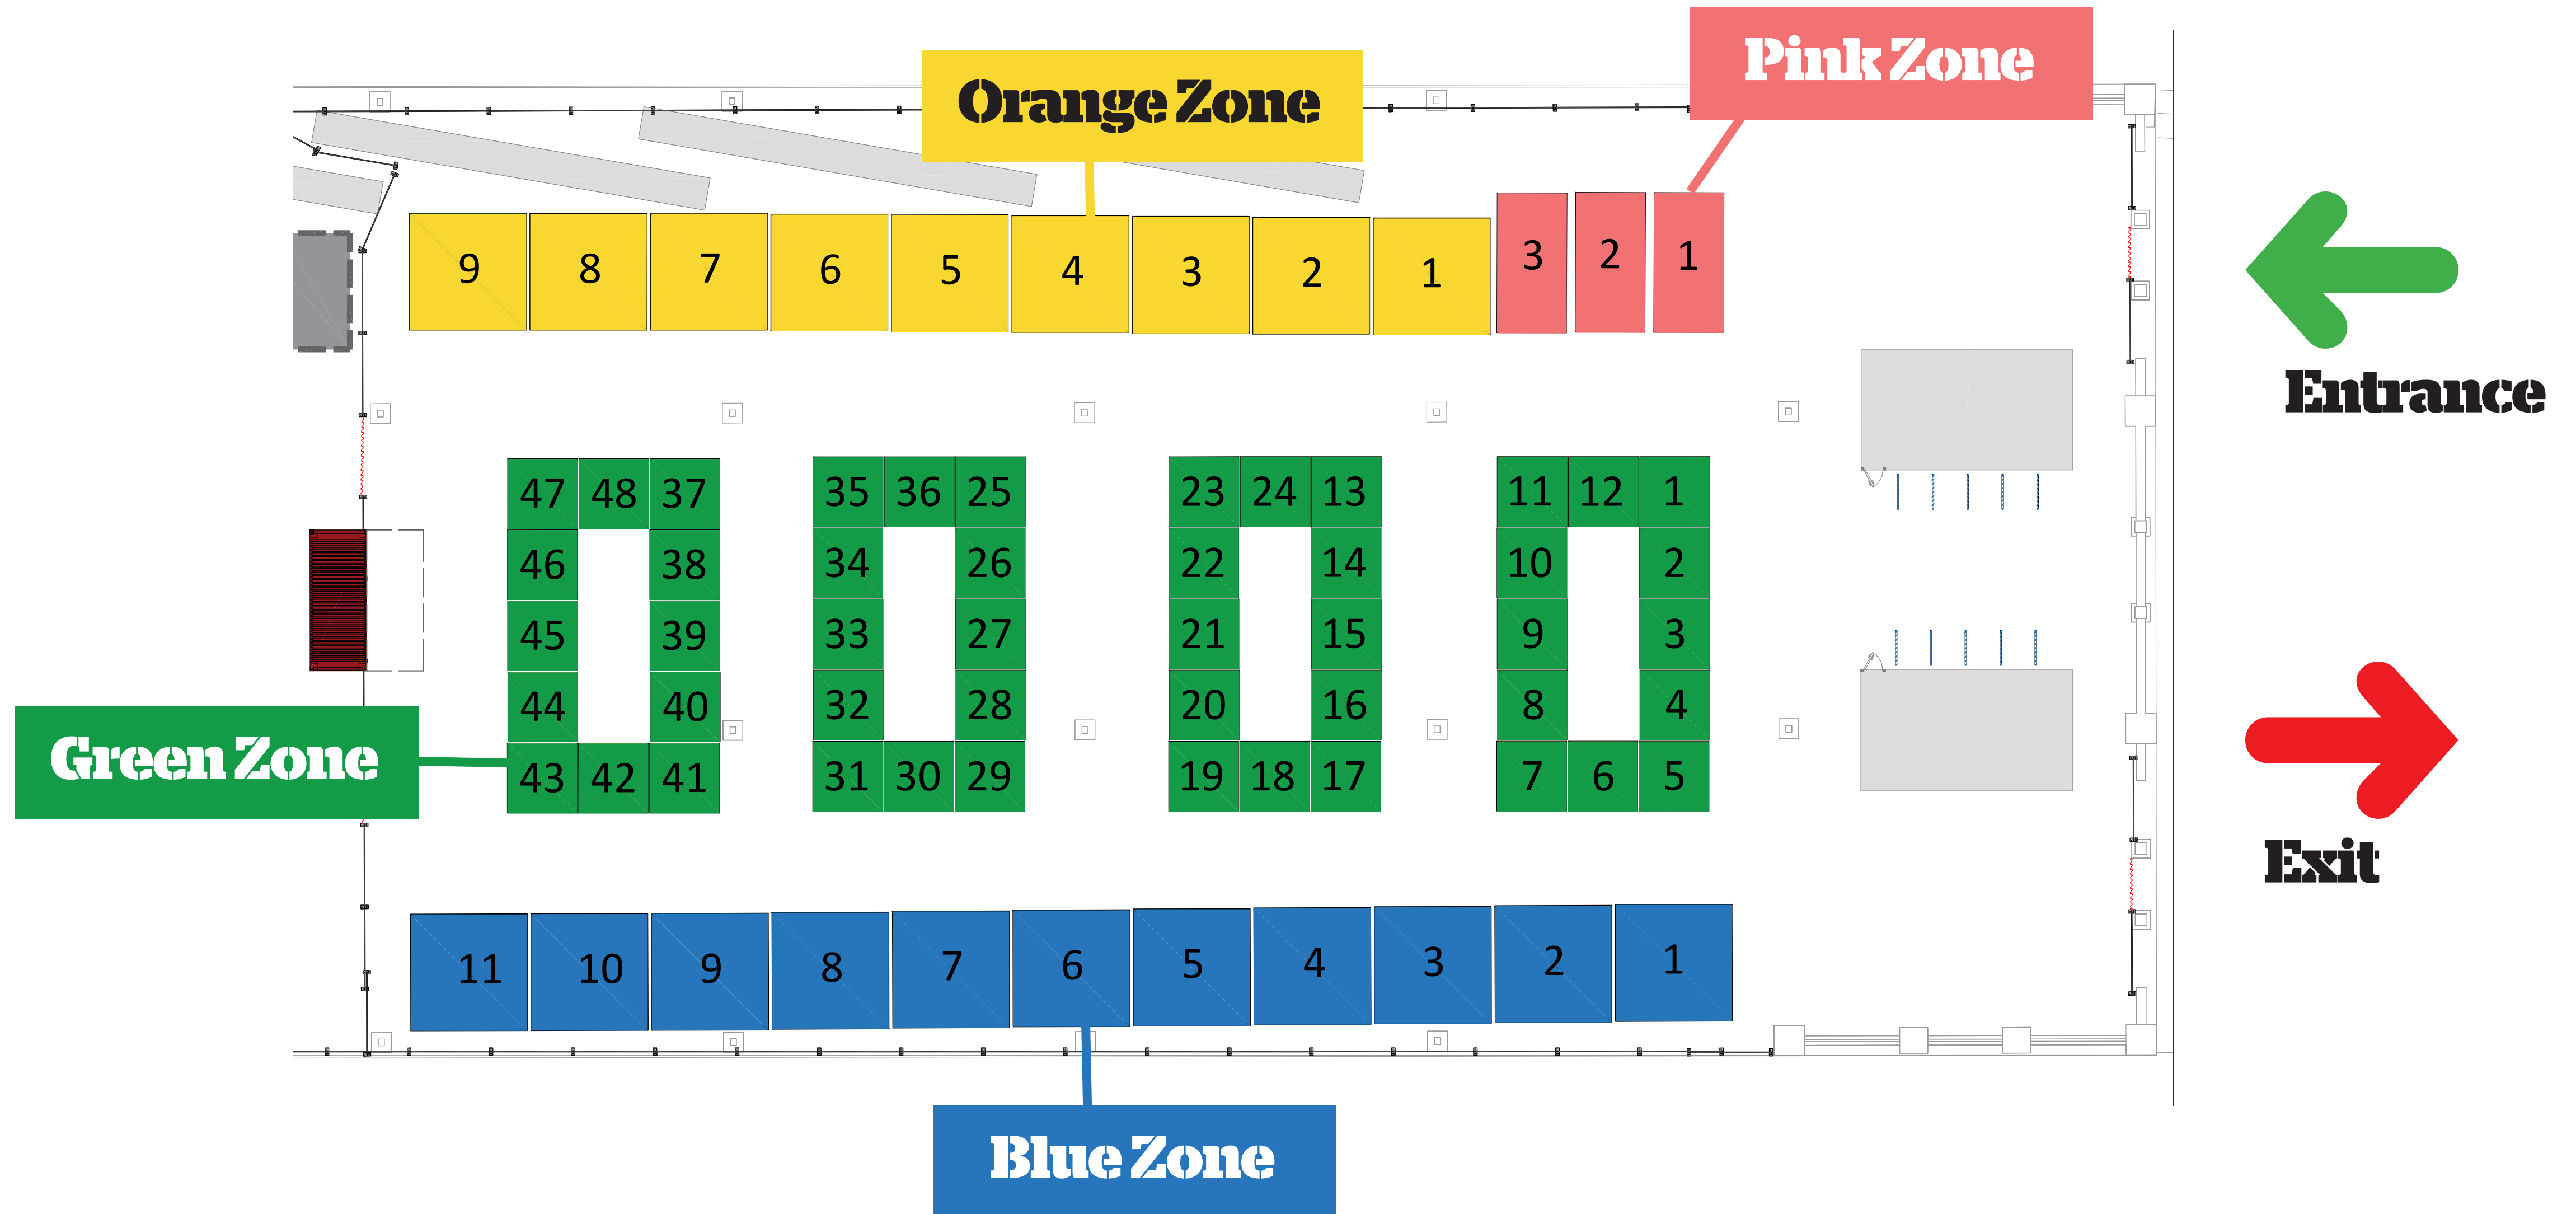 Pink Zone
Orange Zone
9 8 7 6 5 4 3 2 1 3 2 1
Entrance
47 48 37 35 36 25 23 24 13 11 12 1
46 38 34 26 22 14 10 2
45 39 33 27 21 15 9 3
44 40 32 28 20 16 8 4
Green Zone
43 42 41 31 30 29 19 18 17 7 6 5
Exit
11 10 9 8 7 6 5 4 3 2 1
Blue Zone